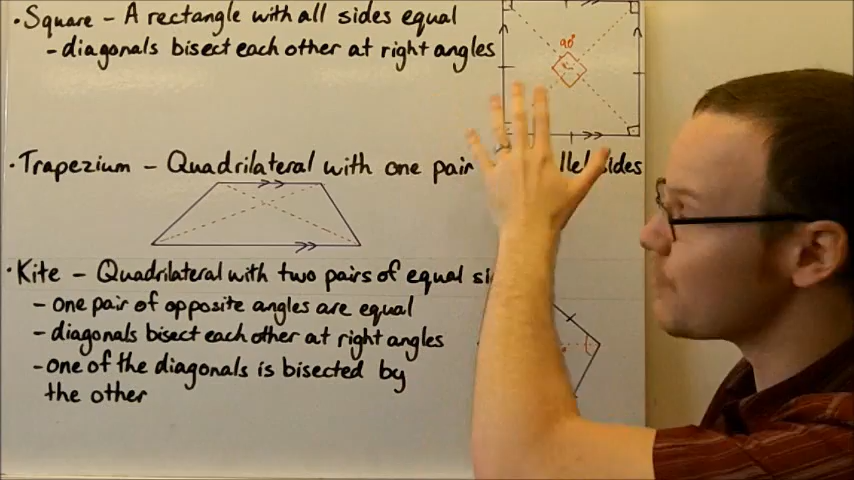 •Square – A rectangle with all sides equal
90°
- diagonals bisect each other at right angles
•Trapezium – Quadrilateral with one pair sides
•Kite – Quadrilateral with two pairs of equal
- one pair of opposite angles are equal
- diagonals bisect each other at right angles
- one of the diagonals is bisected by
the other